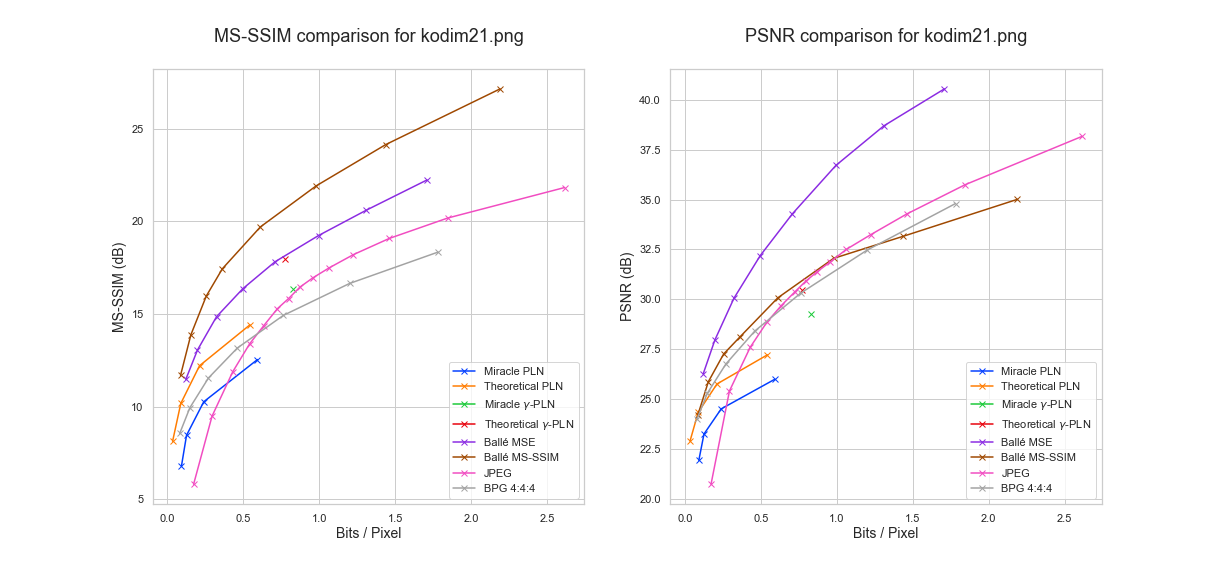 MS-SSIM comparison for kodim21.png
MS-SSIM (dB)
25
20
15
10
5
0.0 0.5 1.0 1.5 2.0 2.5
Bits / Pixel
Miracle PLN
Theoretical PLN
Miracle γ-PLN
Theoretical γ-PLN
Ballé MSE
Ballé MS-SSIM
JPEG
BPG 4:4:4
PSNR comparison for kodim21.png
PSNR (dB)
40.0
37.5
35.0
32.5
30.0
27.5
25.0
22.5
20.0
0.0 0.5 1.0 1.5 2.0 2.5
Bits / Pixel
Miracle PLN
Theoretical PLN
Miracle γ-PLN
Theoretical γ-PLN
Ballé MSE
Ballé MS-SSIM
JPEG
BPG 4:4:4